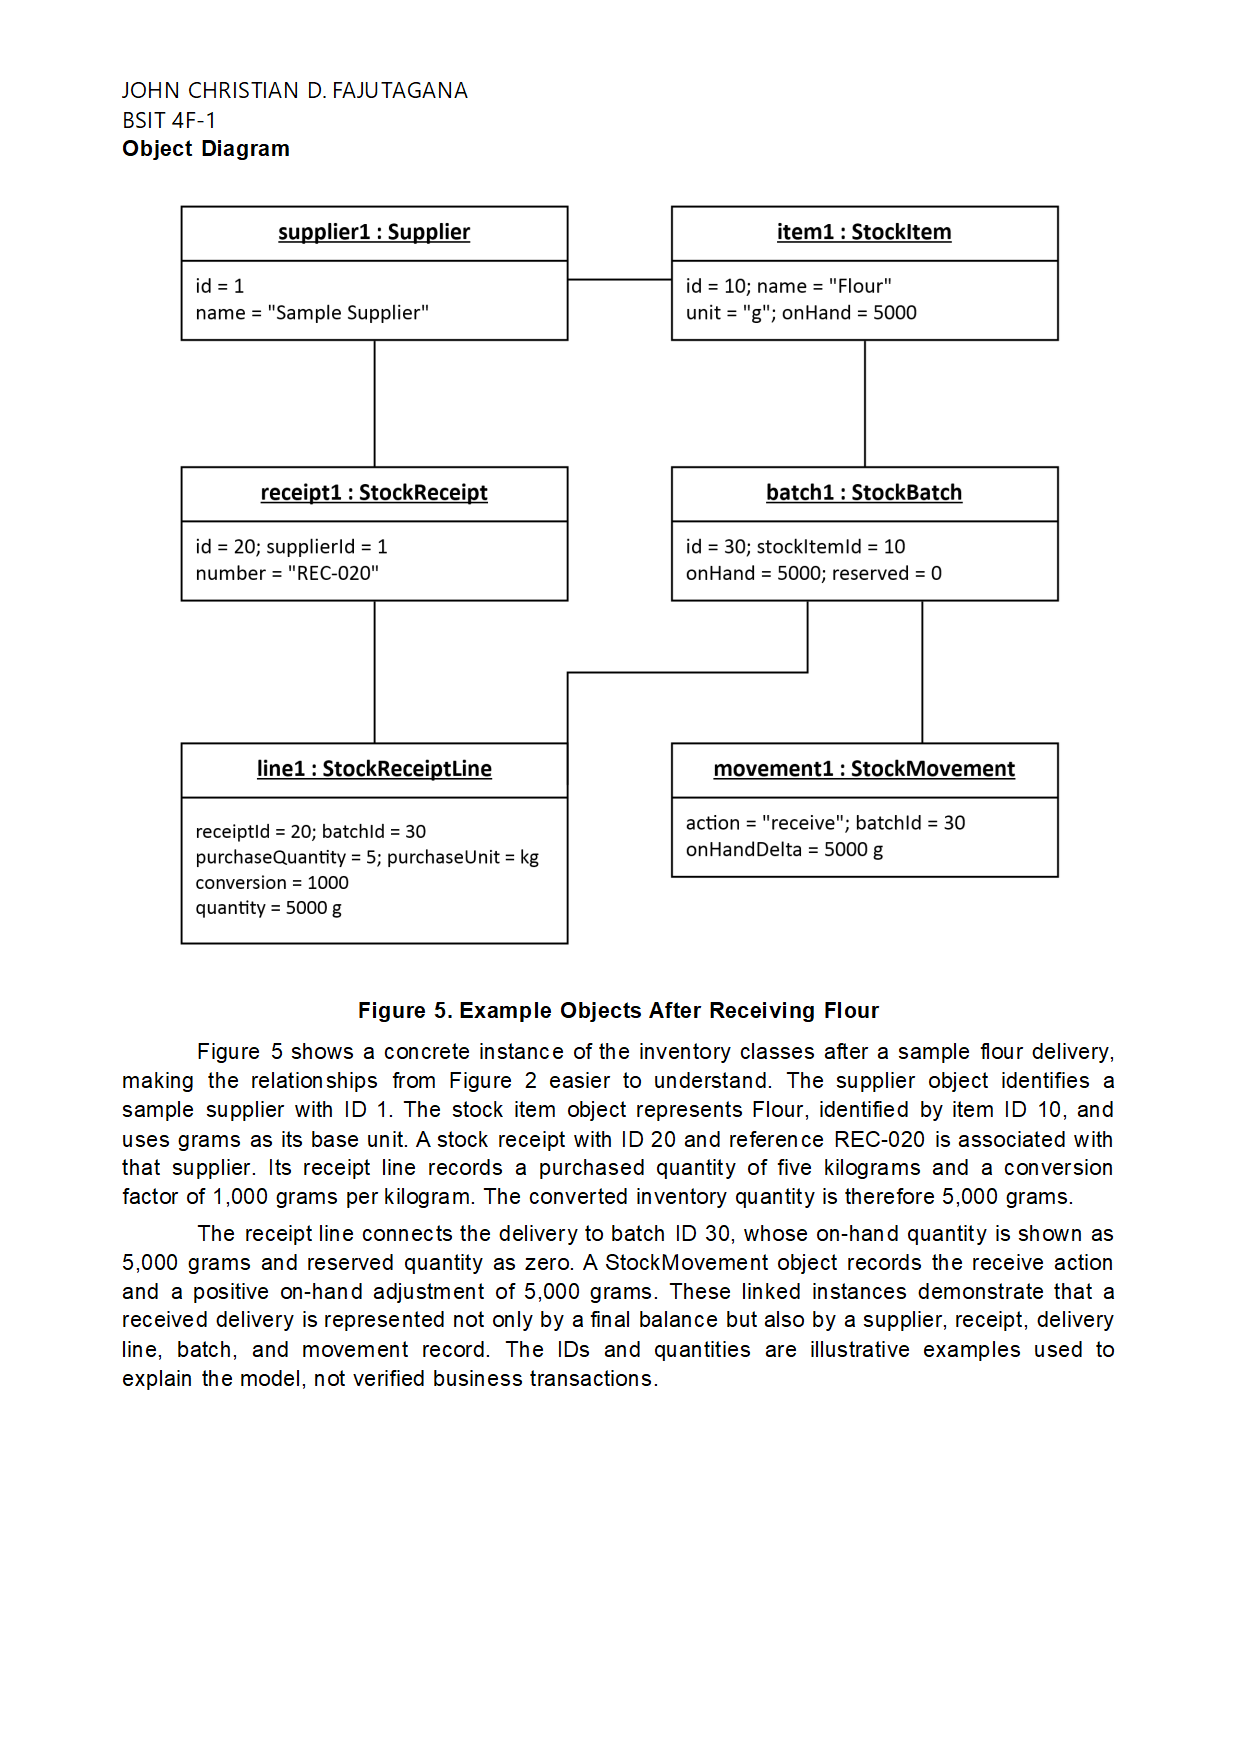 JOHN CHRISTIAN D. FAJUTAGANA
BSIT 4F-1
Object Diagram
supplier1 : Supplier
id = 1
name = "Sample Supplier"
item1 : StockItem
id = 10; name = "Flour"
unit = "g"; onHand = 5000
receipt1 : StockReceipt
id = 20; supplierId = 1
number = "REC-020"
batch1 : StockBatch
id = 30; stockItemId = 10
onHand = 5000; reserved = 0
line1 : StockReceiptLine
receiptId = 20; batchId = 30
purchaseQuantity = 5; purchaseUnit = kg
conversion = 1000
quantity = 5000 g
movement1 : StockMovement
action = "receive"; batchId = 30
onHandDelta = 5000 g
Figure 5. Example Objects After Receiving Flour
Figure 5 shows a concrete instance of the inventory classes after a sample flour delivery,
making the relationships from Figure 2 easier to understand. The supplier object identifies a
sample supplier with ID 1. The stock item object represents Flour, identified by item ID 10, and
uses grams as its base unit. A stock receipt with ID 20 and reference REC-020 is associated with
that supplier. Its receipt line records a purchased quantity of five kilograms and a conversion
factor of 1,000 grams per kilogram. The converted inventory quantity is therefore 5,000 grams.
The receipt line connects the delivery to batch ID 30, whose on-hand quantity is shown as
5,000 grams and reserved quantity as zero. A StockMovement object records the receive action
and a positive on-hand adjustment of 5,000 grams. These linked instances demonstrate that a
received delivery is represented not only by a final balance but also by a supplier, receipt, delivery
line, batch, and movement record. The IDs and quantities are illustrative examples used to
explain the model, not verified business transactions.